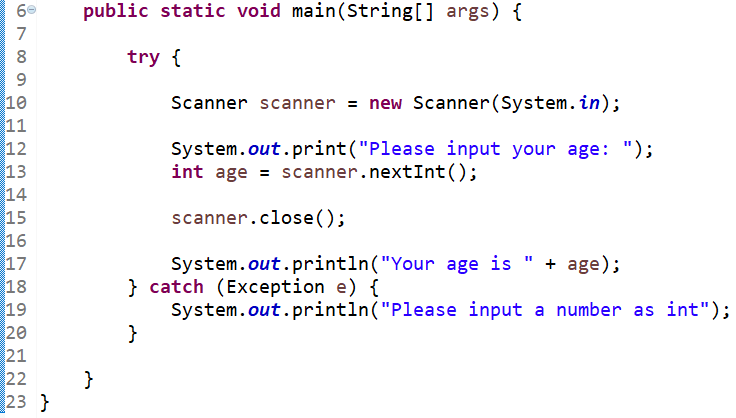 6 public static void main(String[] args) {
7
8 try {
9
10 Scanner scanner = new Scanner(System.in);
11
12 System.out.print("Please input your age: ");
13 int age = scanner.nextInt();
14
15 scanner.close();
16
17 System.out.println("Your age is " + age);
18 } catch (Exception e) {
19 System.out.println("Please input a number as int");
20 }
21
22 }
23 }